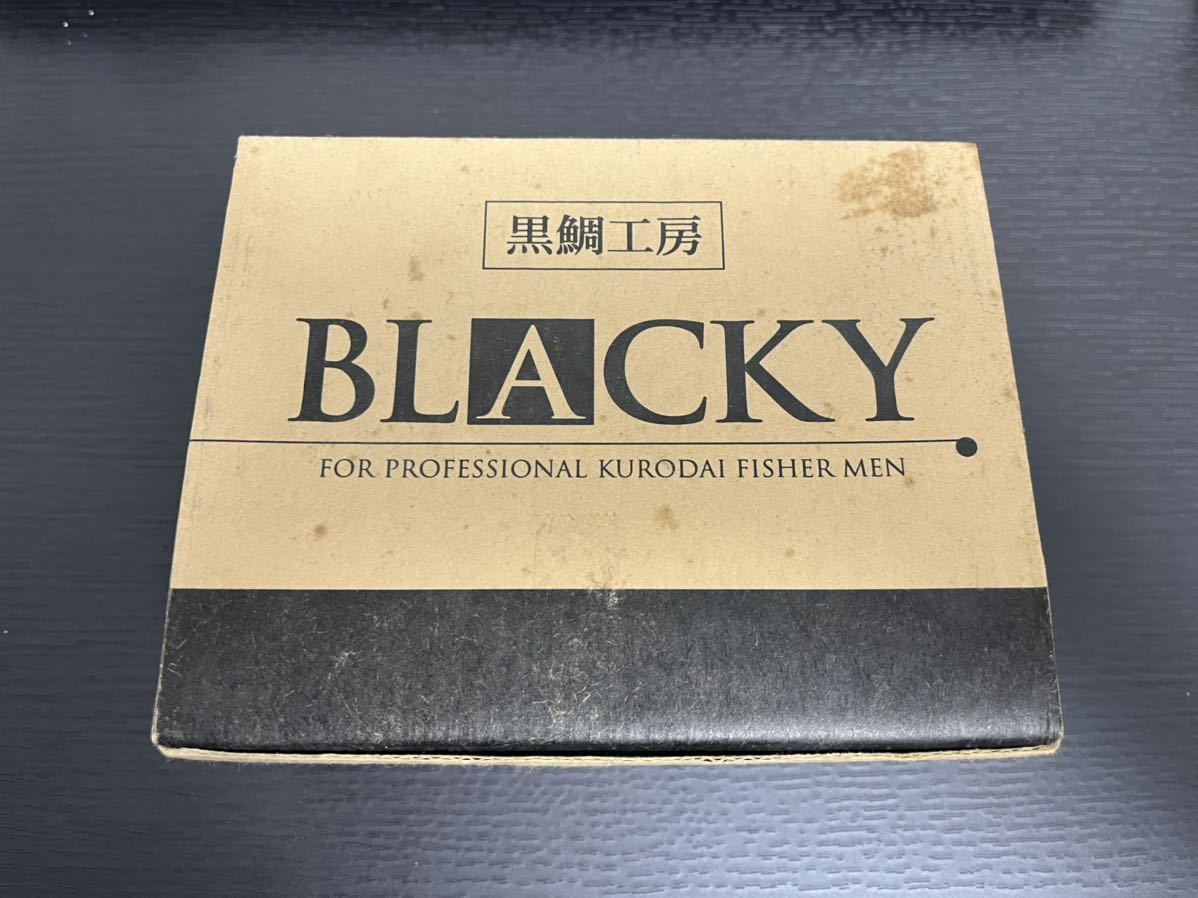 黒鯛工房
BLACKY
FOR PROFESSIONAL KURODAI FISHER MEN